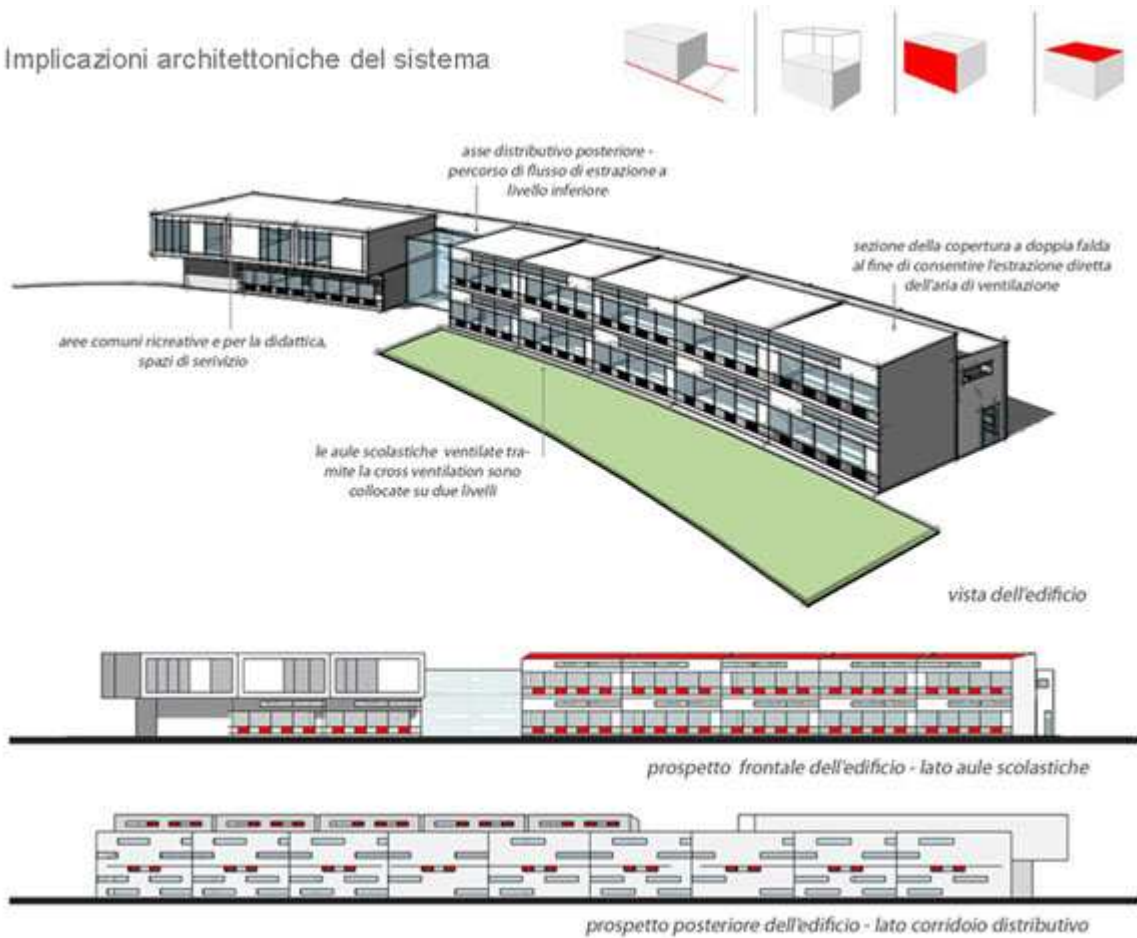 Implicazioni architettoniche del sistema
asse distributivo posteriore -
percorso di flusso di estrazione a
livello inferiore
sezione della copertura a doppia falda
al fine di consentire l'estrazione diretta
dell'aria di ventilazione
aree comuni ricreative e per la didattica,
spazi di serivizio
le aule scolastiche ventilate tra-
mite la cross ventilation sono
collocate su due livelli
vista dell'edificio
prospetto frontale dell'edificio - lato aule scolastiche
prospetto posteriore dell'edificio - lato corridoio distributivo